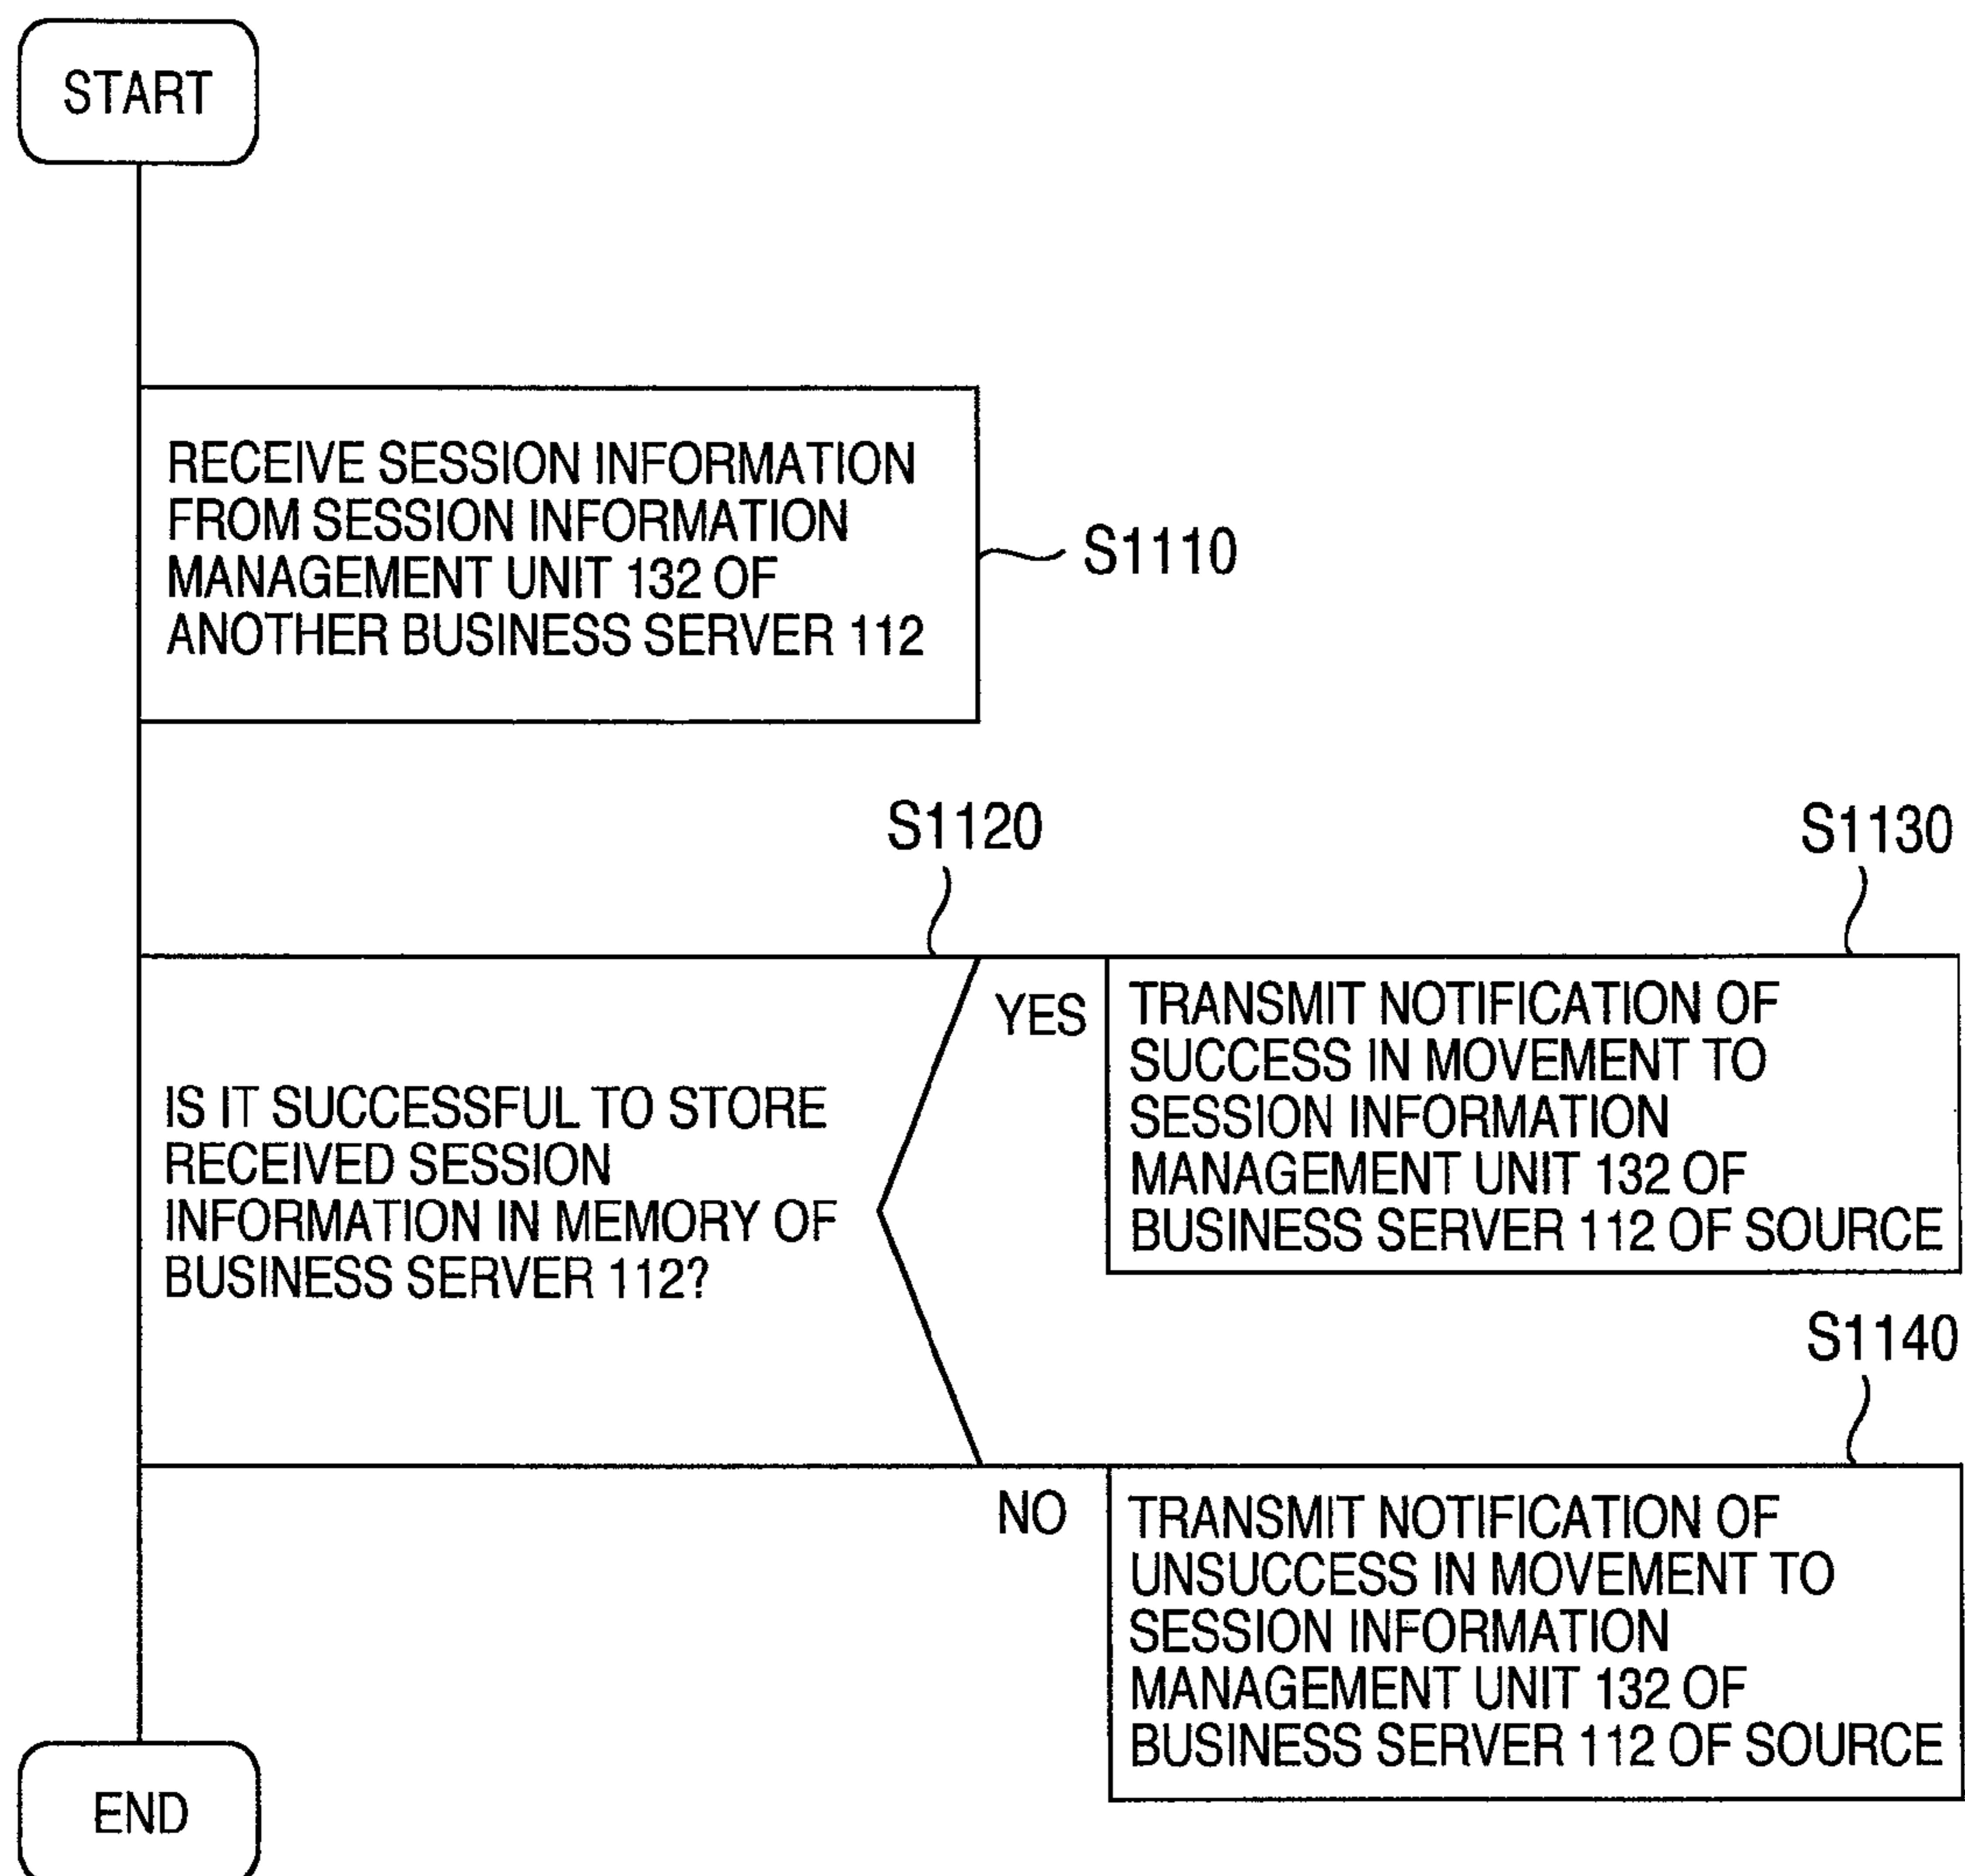 START
RECEIVE SESSION INFORMATION
FROM SESSION INFORMATION
MANAGEMENT UNIT 132 OF
ANOTHER BUSINESS SERVER 112
S1110
S1120
S1130
IS IT SUCCESSFUL TO STORE
RECEIVED SESSION
INFORMATION IN MEMORY OF
BUSINESS SERVER 112?
YES
TRANSMIT NOTIFICATION OF
SUCCESS IN MOVEMENT TO
SESSION INFORMATION
MANAGEMENT UNIT 132 OF
BUSINESS SERVER 112 OF SOURCE
S1140
NO
TRANSMIT NOTIFICATION OF
UNSUCCESS IN MOVEMENT TO
SESSION INFORMATION
MANAGEMENT UNIT 132 OF
BUSINESS SERVER 112 OF SOURCE
END